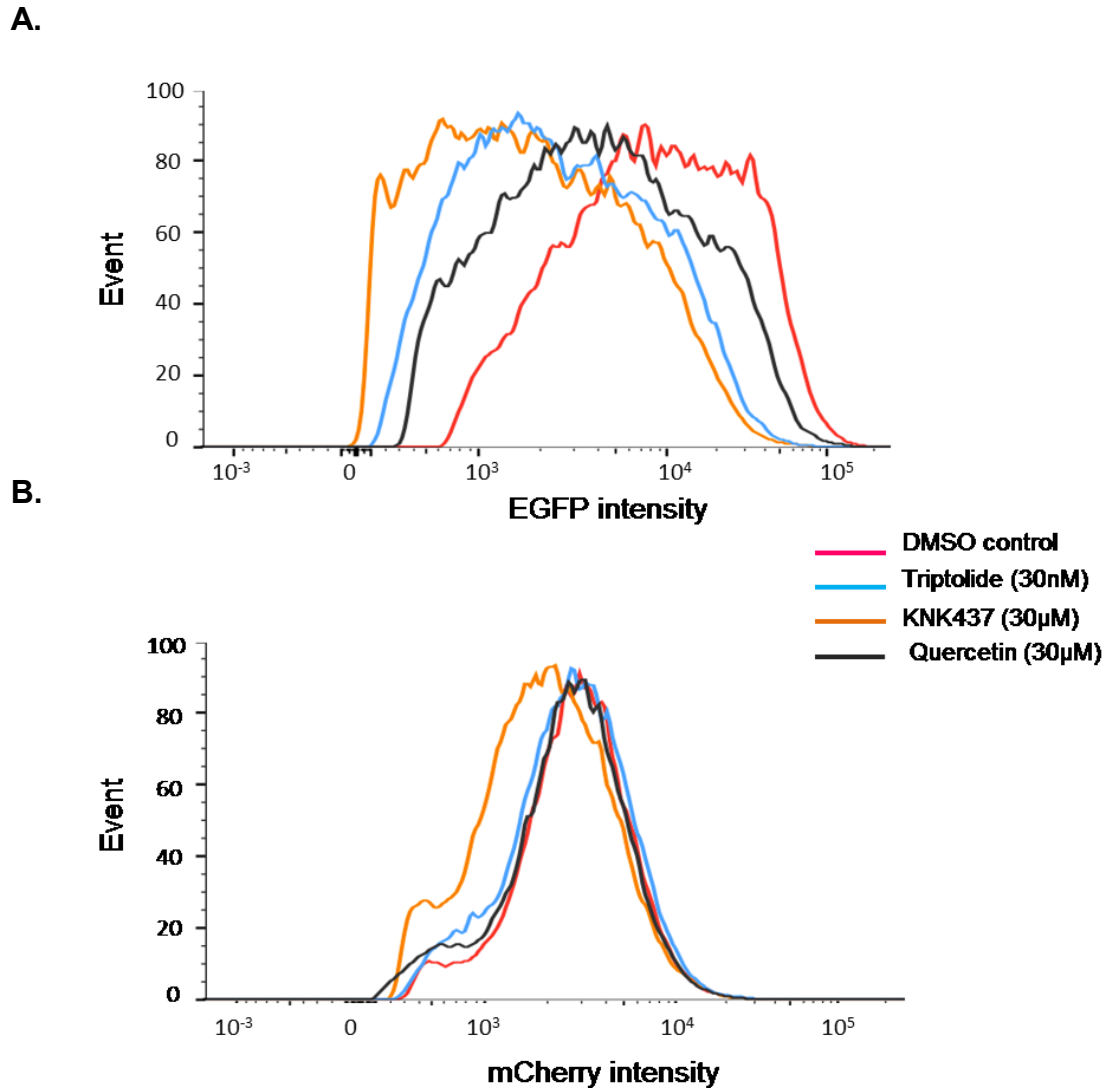 A.
100
80
60
40
20
0
Event
10-3 0 10³ 10⁴ 10⁵
EGFP intensity
B.
DMSO control
Triptolide (30nM)
KNK437 (30µM)
Quercetin (30µM)
100
80
60
40
20
0
Event
10-3 0 10³ 10⁴ 10⁵
mCherry intensity